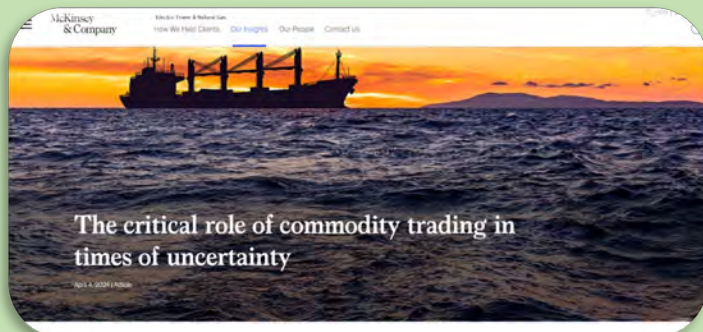 McKinsey
& Company
Electric Power & Natural Gas
How We Help Clients Our Insights Our People Contact Us
The critical role of commodity trading in
times of uncertainty
April 4, 2024 | Article